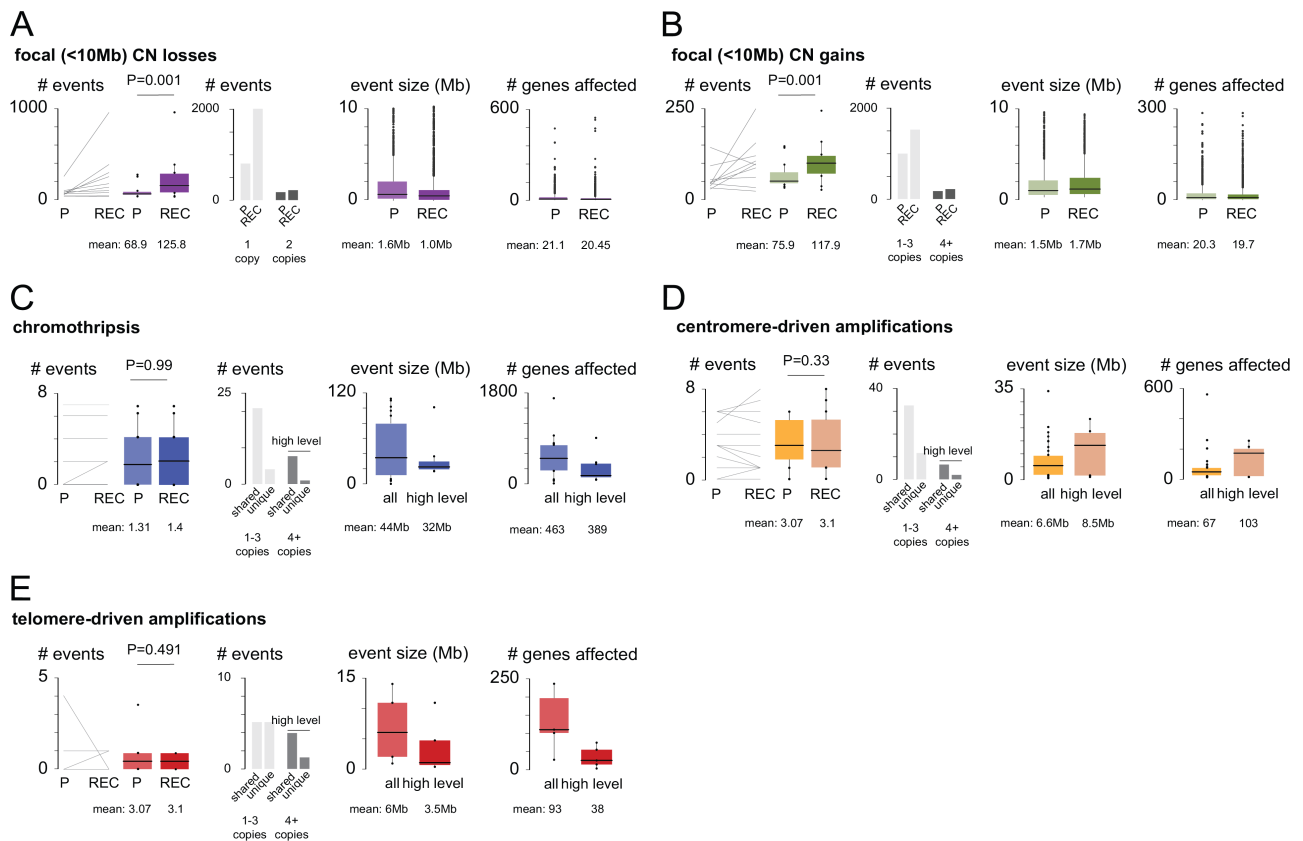 A
focal (<10Mb) CN losses
# events
P=0.001
# events
event size (Mb)
# genes affected
1000
0
P REC P REC
mean: 68.9 125.8
2000
0
P REC P REC
1 copy
2 copies
10
0
P REC
mean: 1.6Mb 1.0Mb
600
0
P REC
mean: 21.1 20.45
B
focal (<10Mb) CN gains
# events
P=0.001
# events
event size (Mb)
# genes affected
250
0
P REC P REC
mean: 75.9 117.9
2000
0
P REC P REC
1-3 copies
4+ copies
10
0
P REC
mean: 1.5Mb 1.7Mb
300
0
P REC
mean: 20.3 19.7
C
chromothripsis
# events
P=0.99
# events
event size (Mb)
# genes affected
8
0
P REC P REC
mean: 1.31 1.4
25
0
high level
shared unique shared unique
1-3 copies
4+ copies
120
0
all high level
mean: 44Mb 32Mb
1800
0
all high level
mean: 463 389
D
centromere-driven amplifications
# events
P=0.33
# events
event size (Mb)
# genes affected
8
0
P REC P REC
mean: 3.07 3.1
40
0
high level
shared unique shared unique
1-3 copies
4+ copies
35
0
all high level
mean: 6.6Mb 8.5Mb
600
0
all high level
mean: 67 103
E
telomere-driven amplifications
# events
P=0.491
# events
event size (Mb)
# genes affected
5
0
P REC P REC
mean: 3.07 3.1
10
0
high level
shared unique shared unique
1-3 copies
4+ copies
15
0
all high level
mean: 6Mb 3.5Mb
250
0
all high level
mean: 93 38